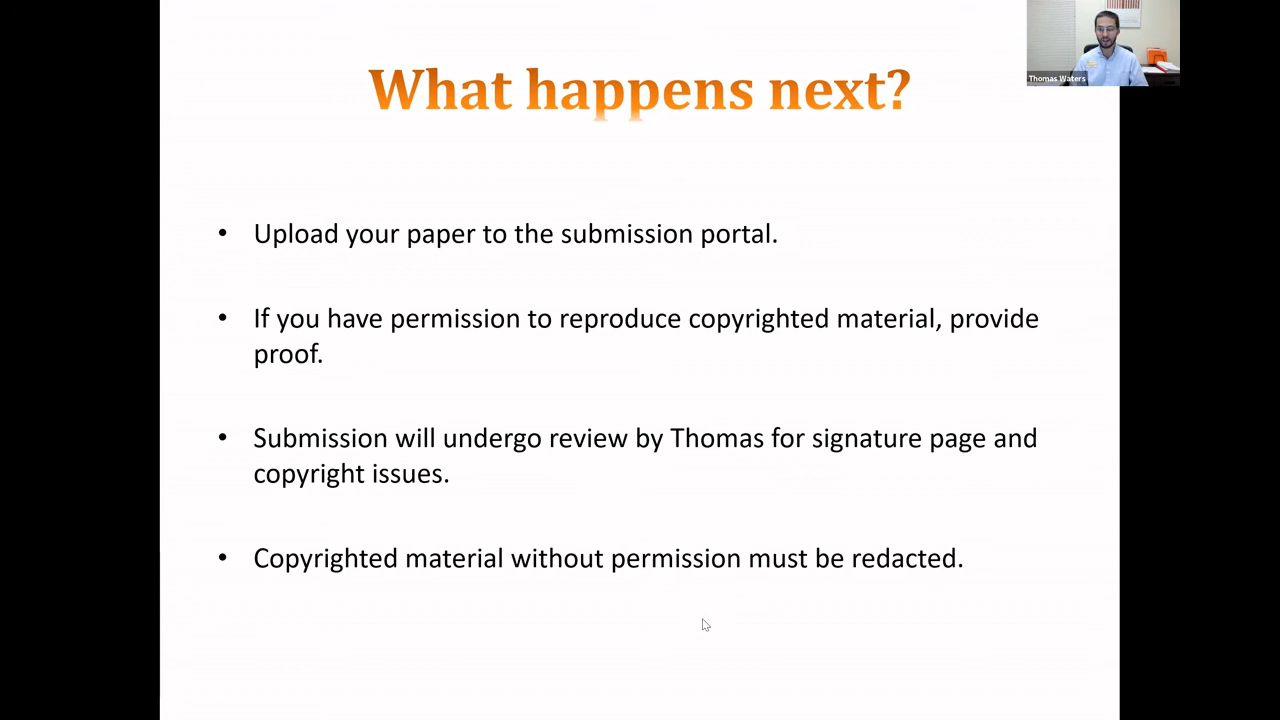 Thomas Waters
What happens next?
• Upload your paper to the submission portal.
• If you have permission to reproduce copyrighted material, provide
proof.
• Submission will undergo review by Thomas for signature page and
copyright issues.
• Copyrighted material without permission must be redacted.